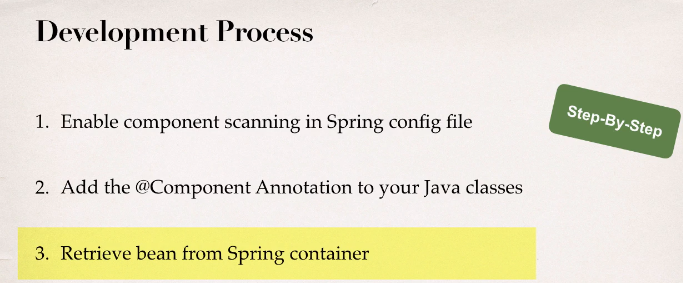 Development Process
Step-By-Step
1. Enable component scanning in Spring config file
2. Add the @Component Annotation to your Java classes
3. Retrieve bean from Spring container